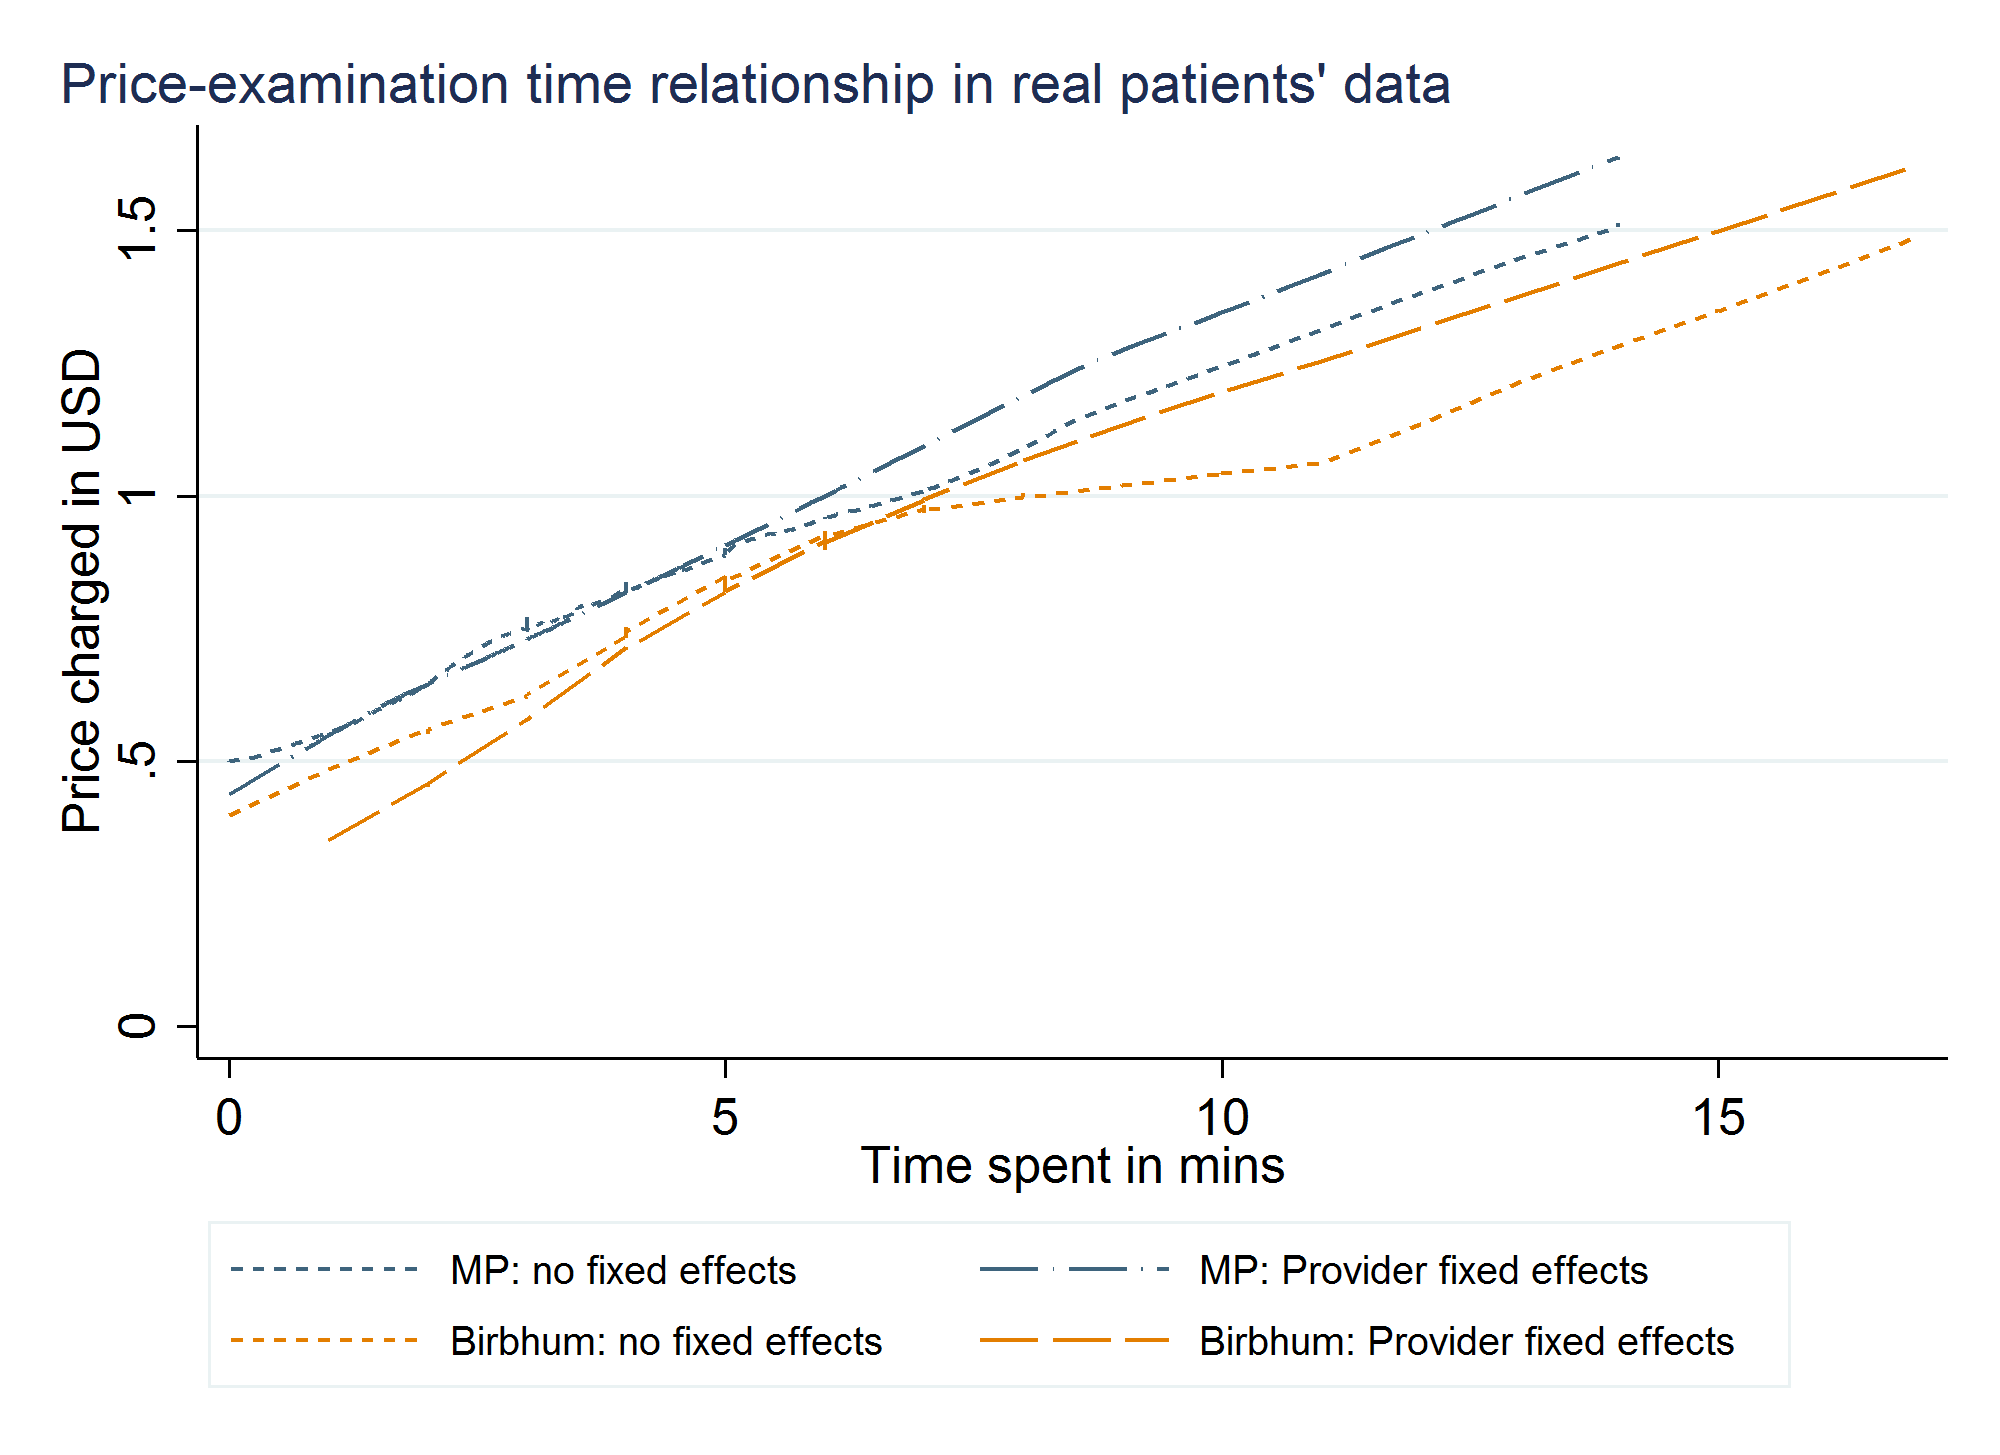 Price-examination time relationship in real patients' data
Price charged in USD
1.5
1
.5
0
0 5 10 15
Time spent in mins
MP: no fixed effects MP: Provider fixed effects
Birbhum: no fixed effects Birbhum: Provider fixed effects